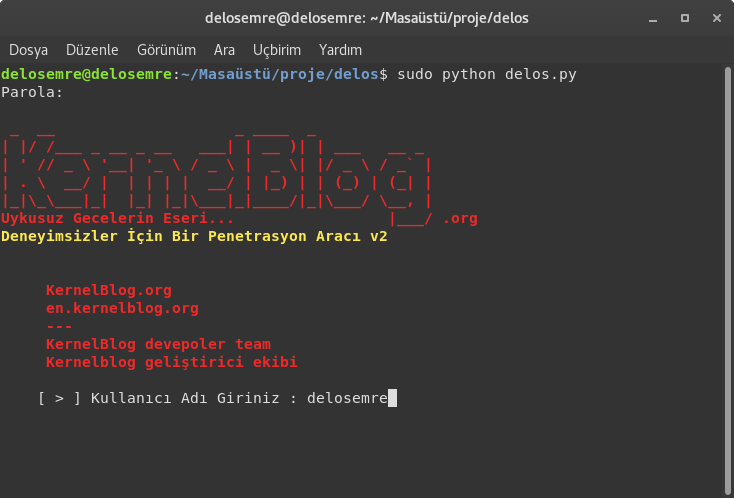 delosemre@delosemre: ~/Masaüstü/proje/delos
Dosya Düzenle Görünüm Ara Uçbirim Yardım
delosemre@delosemre:~/Masaüstü/proje/delos$ sudo python delos.py
Parola:
KernelBlog
Uykusuz Gecelerin Eseri... .org
Deneyimsizler İçin Bir Penetrasyon Aracı v2
KernelBlog.org
en.kernelblog.org
---
KernelBlog devepoler team
Kernelblog geliştirici ekibi
[ > ] Kullanıcı Adı Giriniz : delosemre